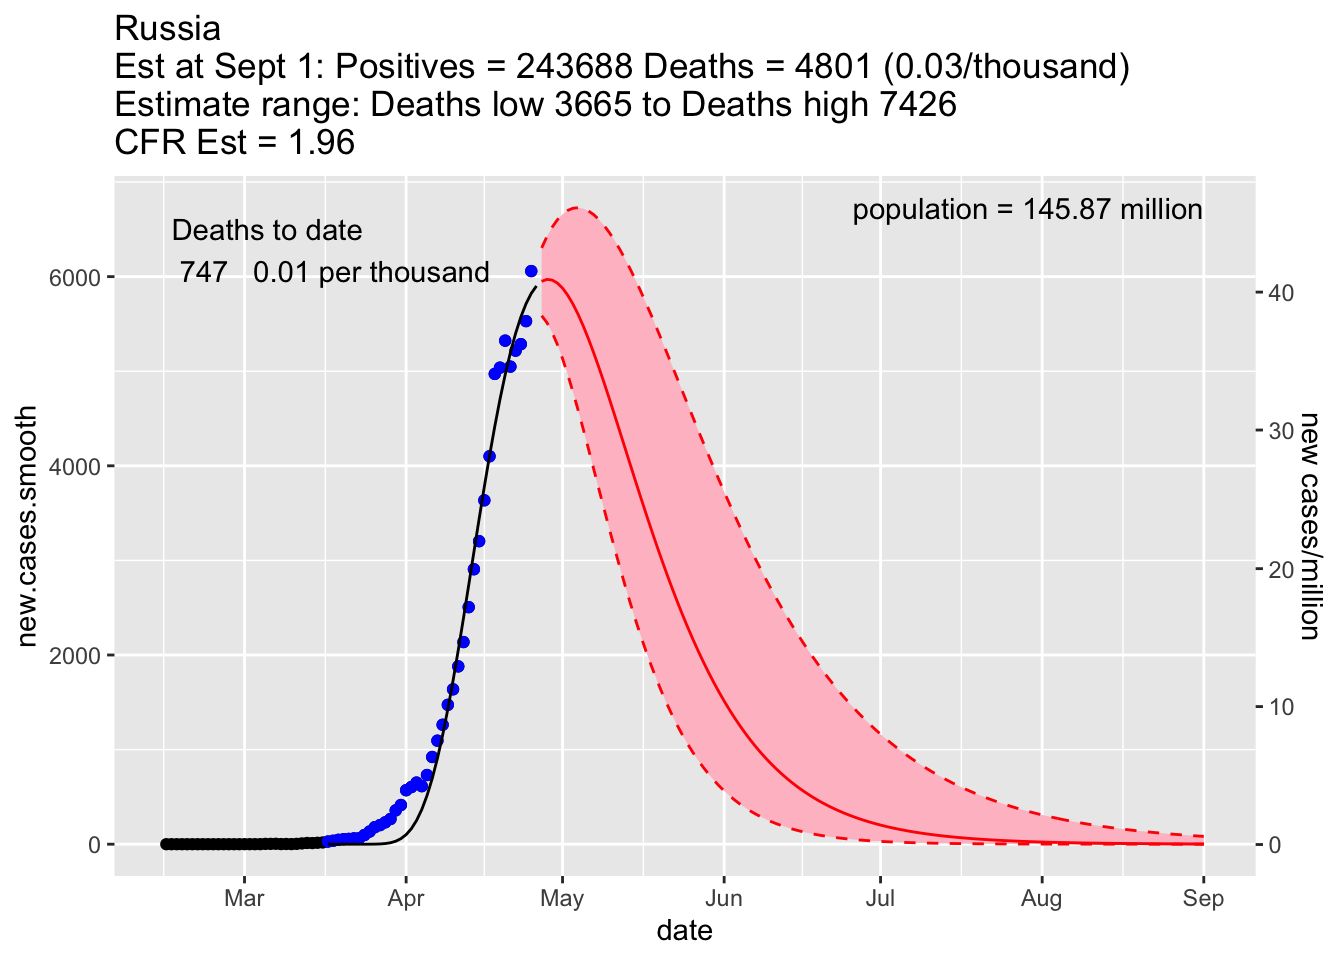 Russia
Est at Sept 1: Positives = 243688 Deaths = 4801 (0.03/thousand)
Estimate range: Deaths low 3665 to Deaths high 7426
CFR Est = 1.96
population = 145.87 million
Deaths to date
747 0.01 per thousand
new.cases.smooth
6000
4000
2000
0
40
30
20
10
0
new cases/million
Mar Apr May Jun Jul Aug Sep
date